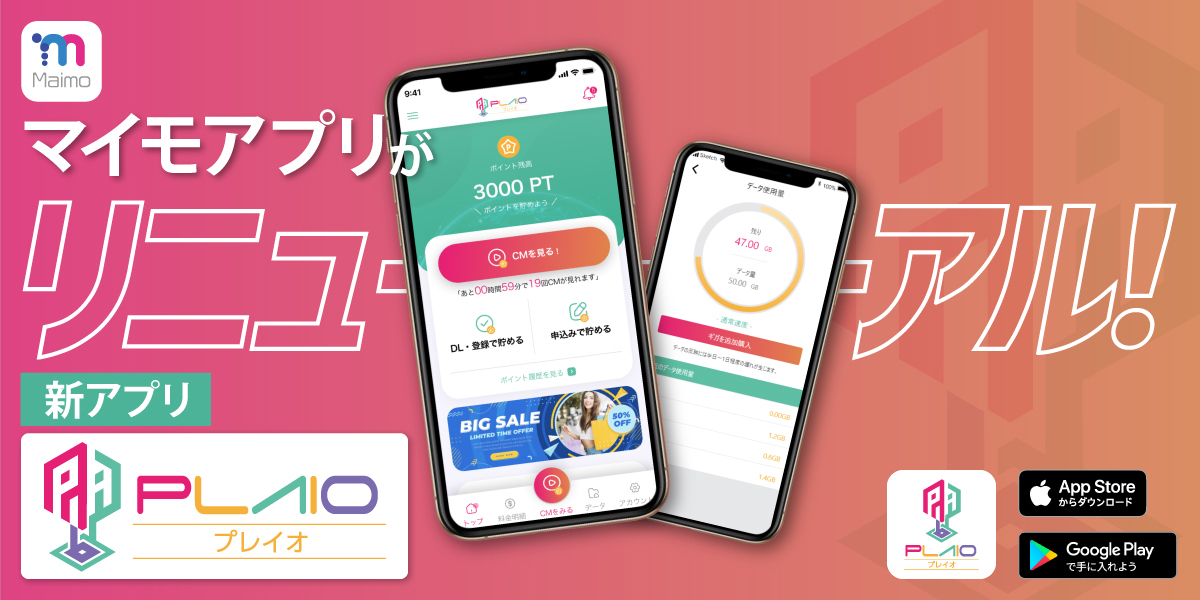 Maimo
マイモアプリが
リニューアル!
新アプリ
PLAIO
プレイオ
9:41
PLAIO
プレイオ
ポイント残高
3000 PT
＼ ポイントを貯めよう ／
CMを見る!
「あと00時間59分で19回CMが見れます」
DL・登録で貯める
申込みで貯める
ポイント履歴を見る
BIG SALE
LIMITED TIME OFFER
50%
OFF
トップ
料金明細
CMをみる
データ
アカウント
Sketch
100%
データ使用量
残り
47.00 GB
データ量
50.00 GB
- 通常速度 -
ギガを追加購入
データの反映には半日~1日程度の遅れが生じます。
のデータ使用量
0.00GB
1.2GB
0.6GB
1.4GB
PLAIO
プレイオ
App Store
からダウンロード
Google Play
で手に入れよう